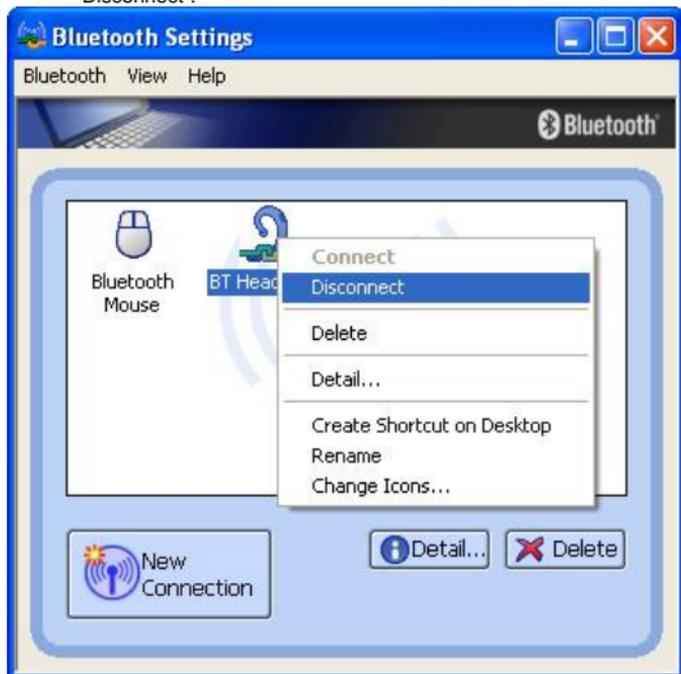 Disconnect".
Bluetooth Settings
Bluetooth View Help
Bluetooth
Bluetooth
Mouse
BT Head
Connect
Disconnect
Delete
Detail...
Create Shortcut on Desktop
Rename
Change Icons...
New
Connection
Detail...
Delete